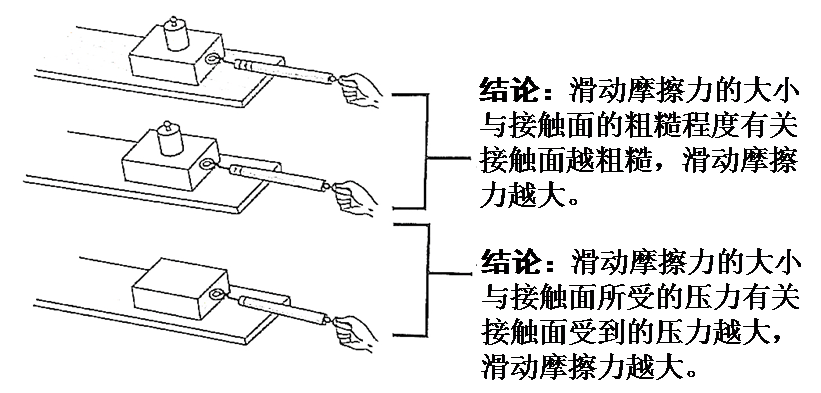 结论：滑动摩擦力的大小
与接触面的粗糙程度有关
接触面越粗糙，滑动摩擦
力越大。
结论：滑动摩擦力的大小
与接触面所受的压力有关
接触面受到的压力越大，
滑动摩擦力越大。